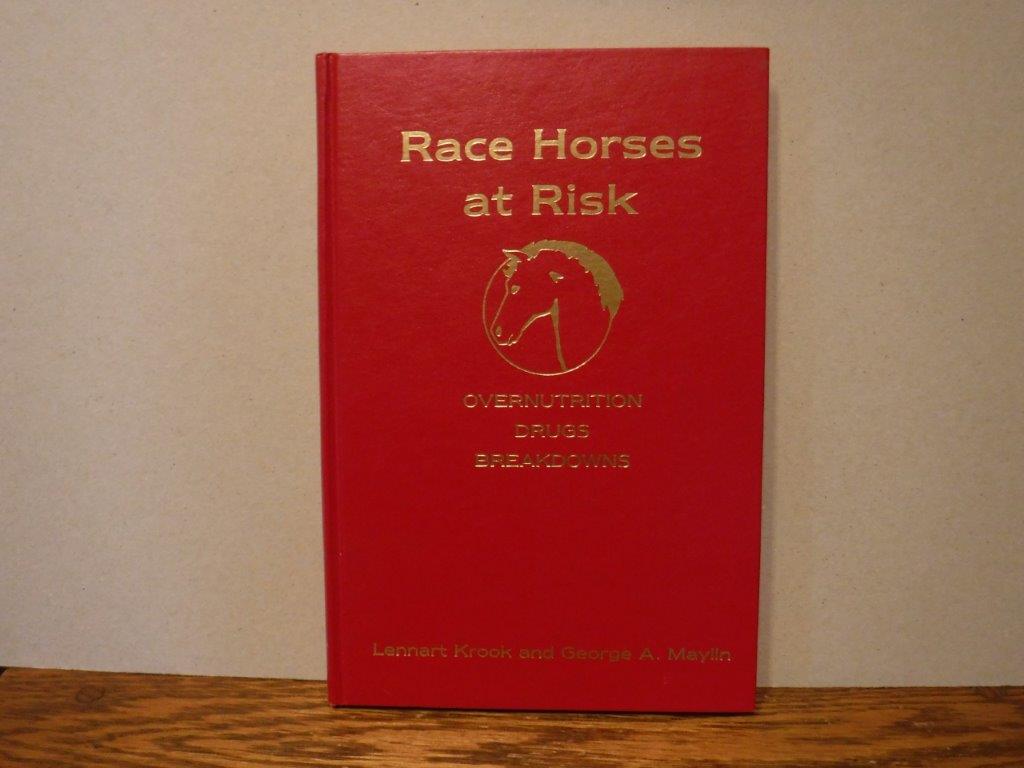 Race Horses
at Risk
OVERNUTRITION
DRUGS
BREAKDOWNS
Lennart Krook and George A. Maylin